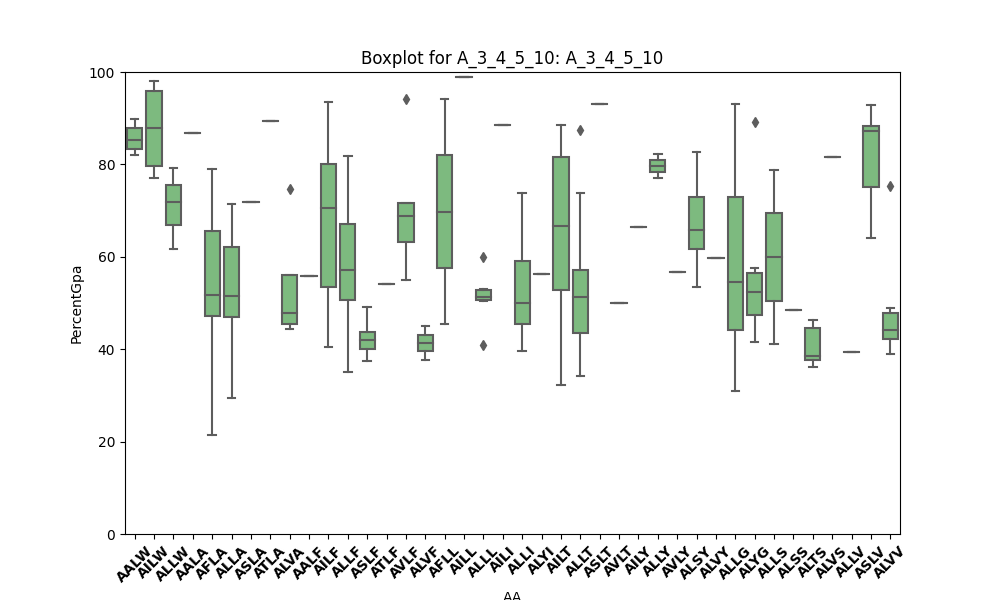 Boxplot for A_3_4_5_10: A_3_4_5_10
PercentGpa
100
80
60
40
20
0
AALW
AILW
ALLW
AALA
AFLA
ALLA
ASLA
ATLA
ALVA
AALF
AILF
ALLF
ASLF
ATLF
AVLF
ALVF
AFLL
AILL
ALLL
AILI
ALLI
ALYI
AILT
ALLT
ASLT
AVLT
AILY
ALLY
AVLY
ALSY
ALVY
ALLG
ALYG
ALLS
ALSS
ALTS
ALVS
ALLV
ASLV
ALVV
AA